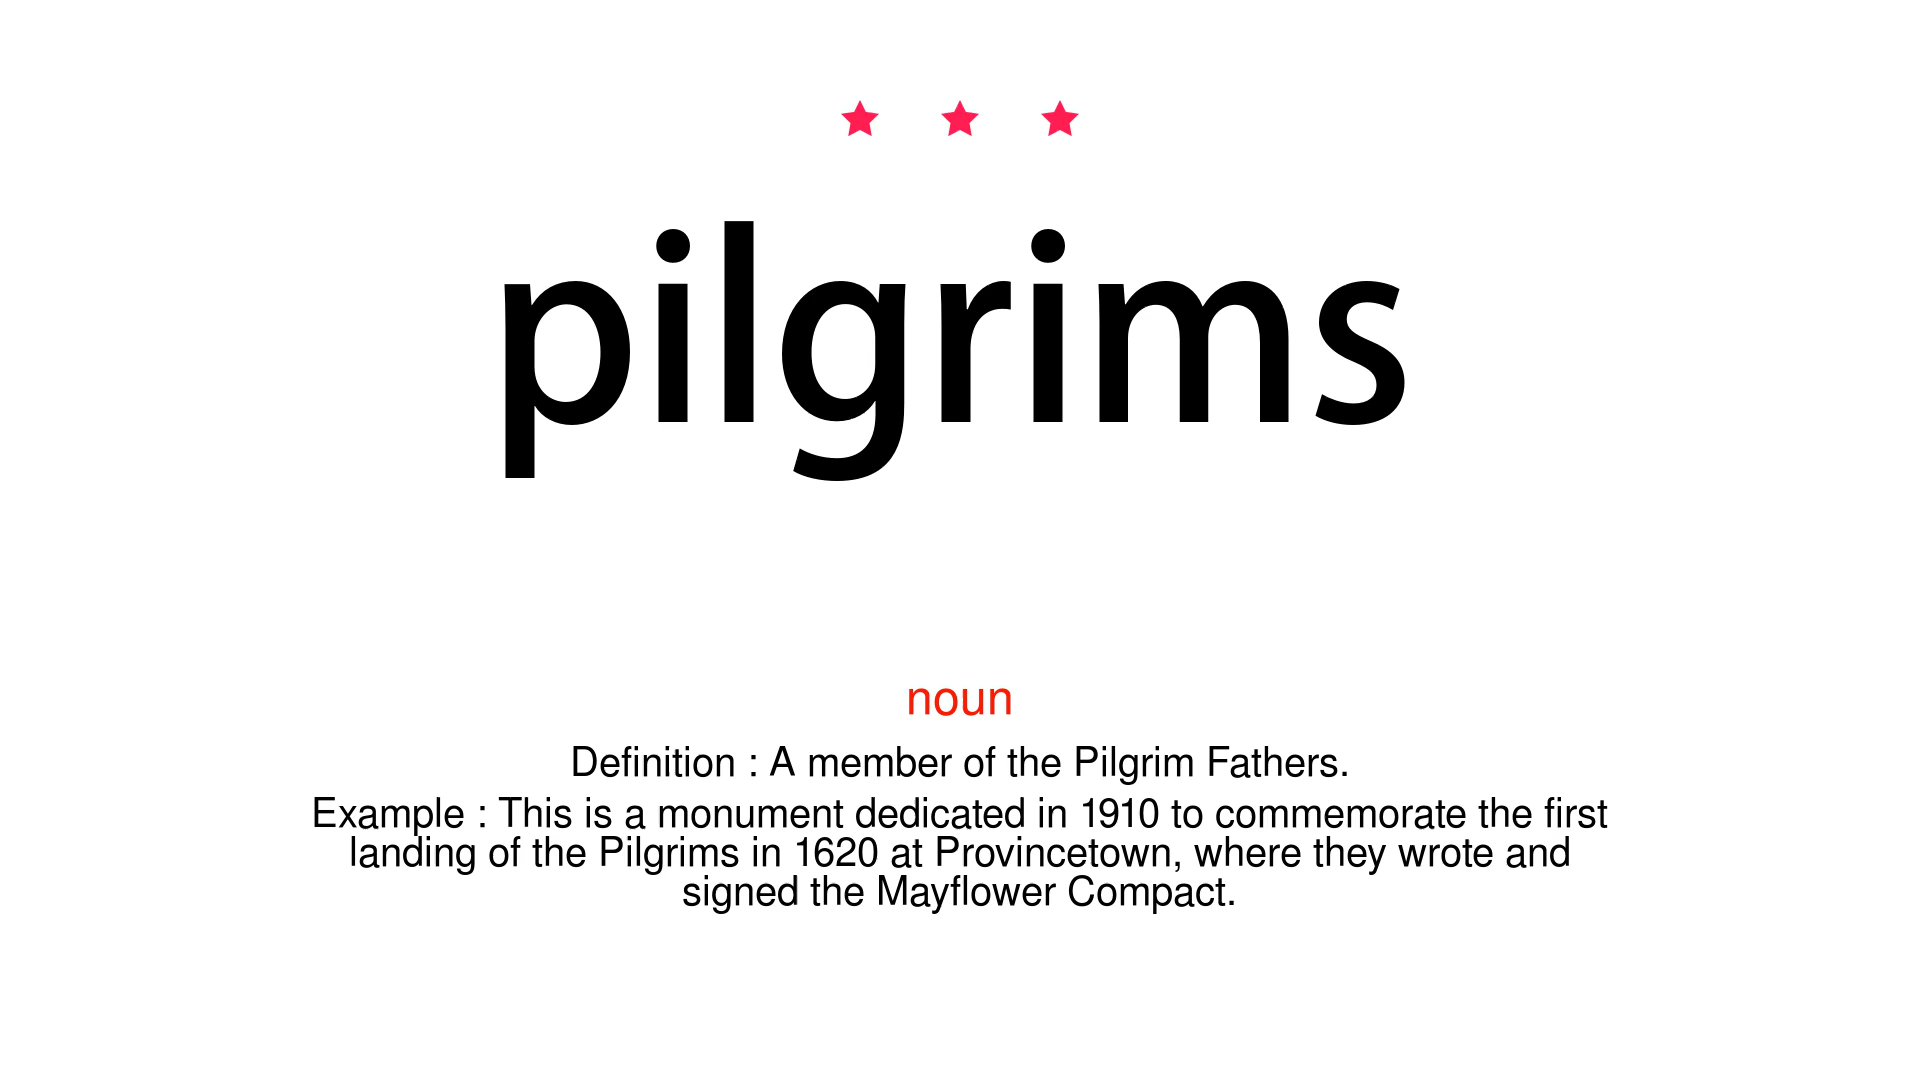 pilgrims
noun
Definition : A member of the Pilgrim Fathers.
Example : This is a monument dedicated in 1910 to commemorate the first
landing of the Pilgrims in 1620 at Provincetown, where they wrote and
signed the Mayflower Compact.